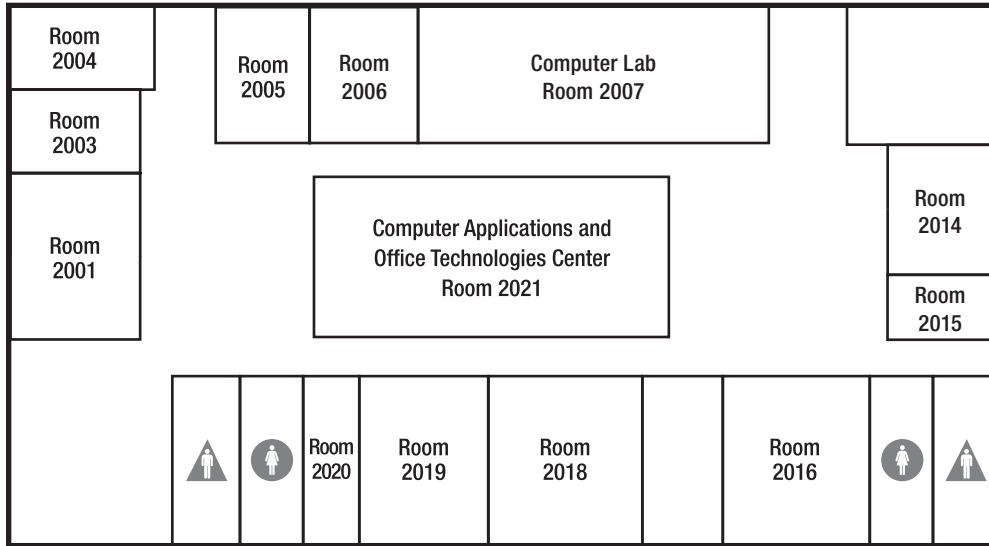 Room
2004
Room
2003
Room
2001
Room
2005
Room
2006
Computer Lab
Room 2007
Computer Applications and
Office Technologies Center
Room 2021
Room
2014
Room
2015
Room
2020
Room
2019
Room
2018
Room
2016